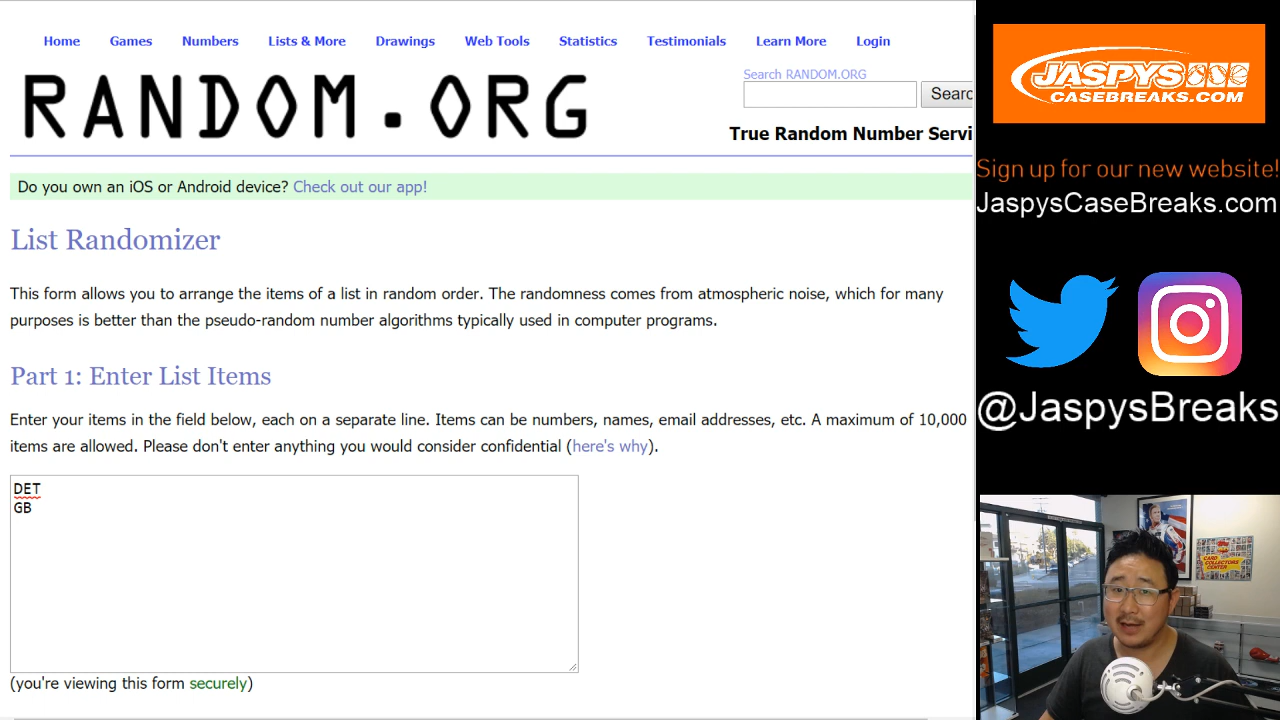 Home Games Numbers Lists & More Drawings Web Tools Statistics Testimonials Learn More Login
RANDOM.ORG
Search RANDOM.ORG
Searc
True Random Number Servi
Do you own an iOS or Android device? Check out our app!
List Randomizer
This form allows you to arrange the items of a list in random order. The randomness comes from atmospheric noise, which for many
purposes is better than the pseudo-random number algorithms typically used in computer programs.
Part 1: Enter List Items
Enter your items in the field below, each on a separate line. Items can be numbers, names, email addresses, etc. A maximum of 10,000
items are allowed. Please don't enter anything you would consider confidential (here's why).
DET
GB
(you're viewing this form securely)
JASPYS
CASEBREAKS.COM
Sign up for our new website!
JaspysCaseBreaks.com
@JaspysBreaks
CARD
COLLECTORS
CENTER